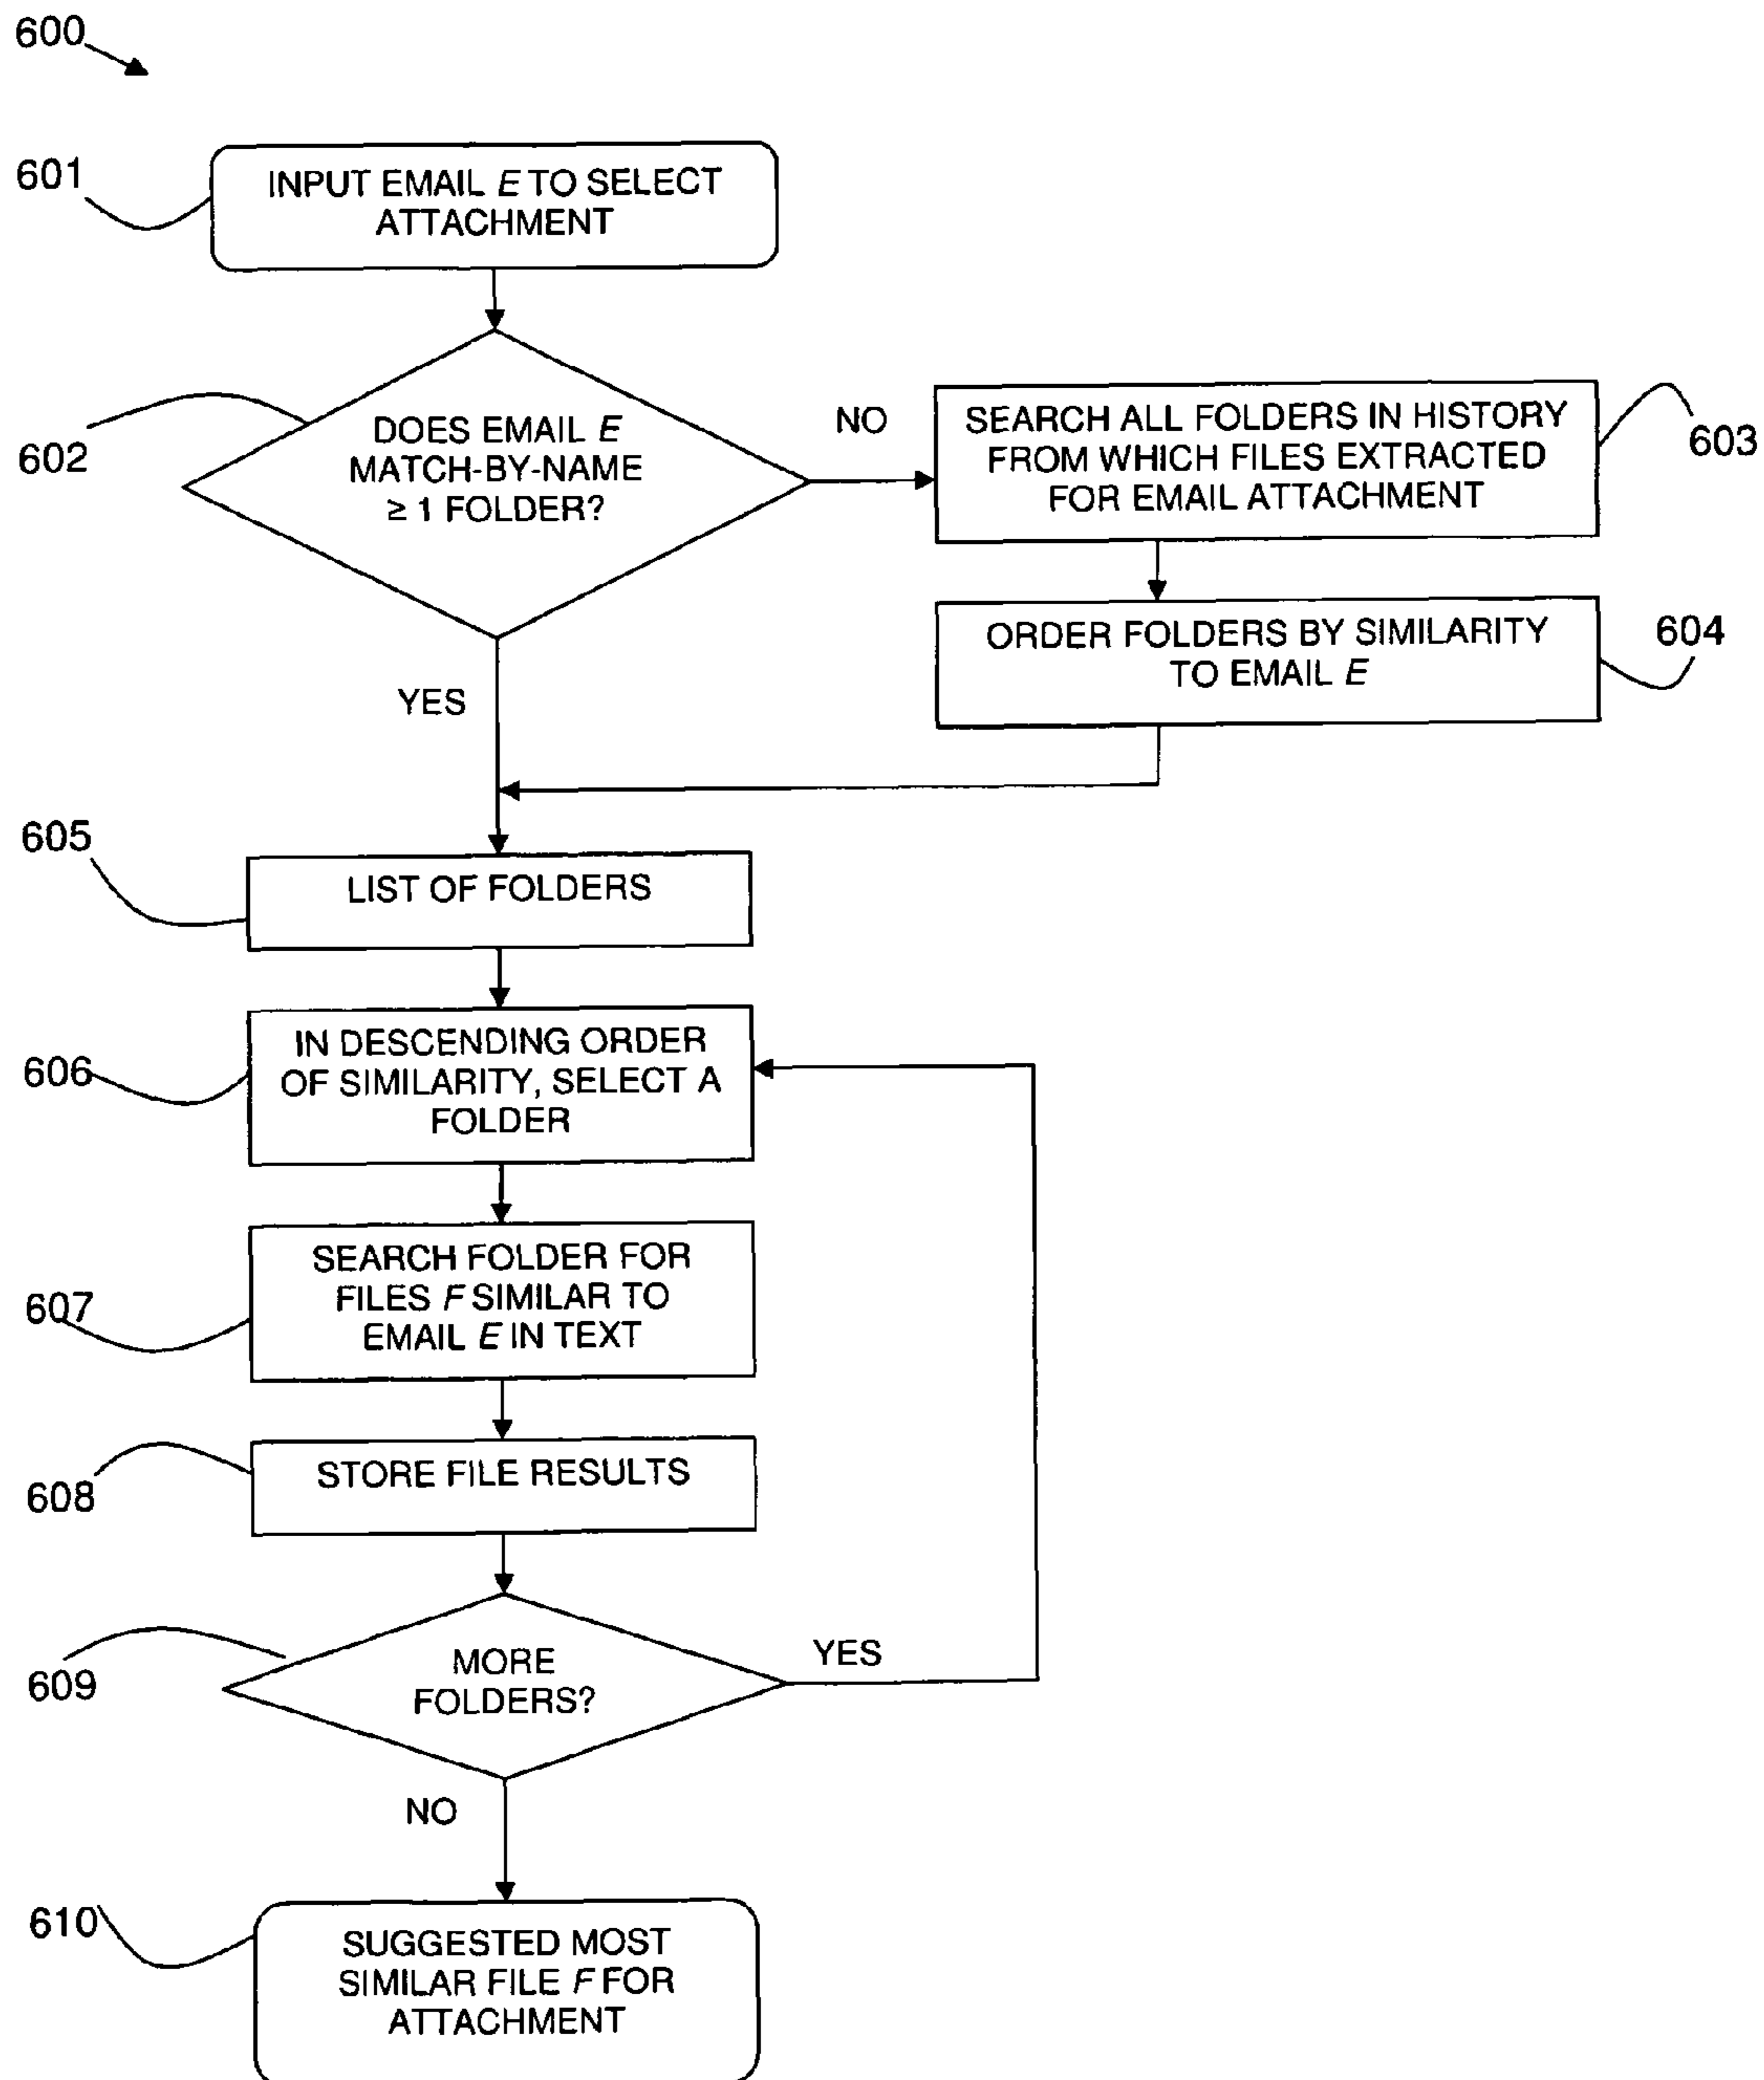 600
601
INPUT EMAIL E TO SELECT
ATTACHMENT
602
DOES EMAIL E
MATCH-BY-NAME
≥ 1 FOLDER?
NO
SEARCH ALL FOLDERS IN HISTORY
FROM WHICH FILES EXTRACTED
FOR EMAIL ATTACHMENT
603
ORDER FOLDERS BY SIMILARITY
TO EMAIL E
604
YES
605
LIST OF FOLDERS
606
IN DESCENDING ORDER
OF SIMILARITY, SELECT A
FOLDER
607
SEARCH FOLDER FOR
FILES F SIMILAR TO
EMAIL E IN TEXT
608
STORE FILE RESULTS
609
MORE
FOLDERS?
YES
NO
610
SUGGESTED MOST
SIMILAR FILE F FOR
ATTACHMENT